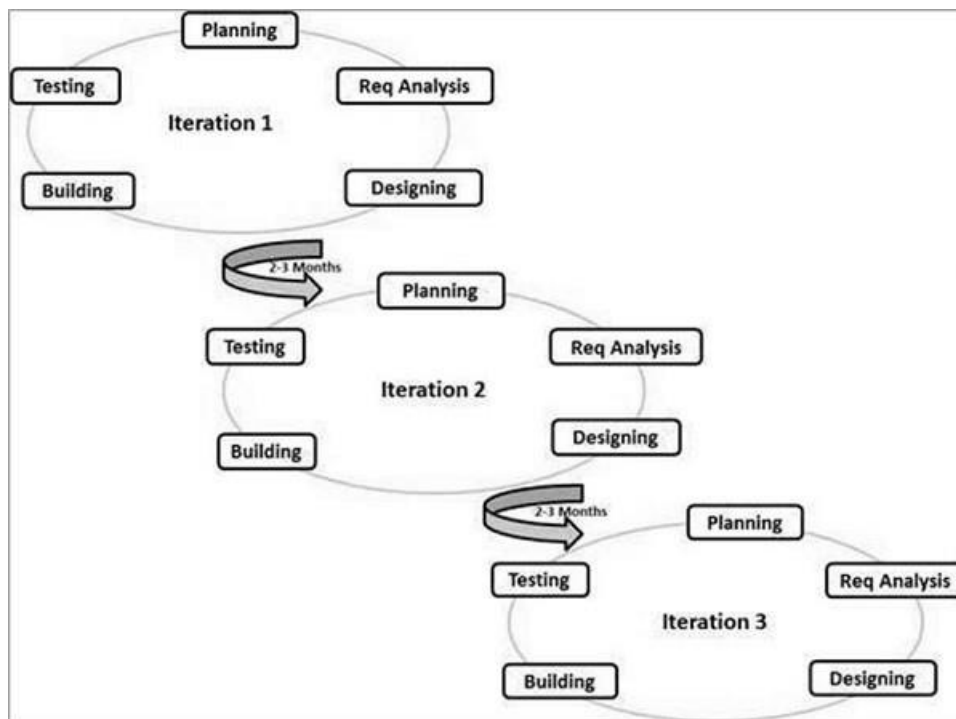 Planning
Testing
Req Analysis
Iteration 1
Building
Designing
2-3 Months
Planning
Testing
Req Analysis
Iteration 2
Building
Designing
2-3 Months
Planning
Testing
Req Analysis
Iteration 3
Building
Designing